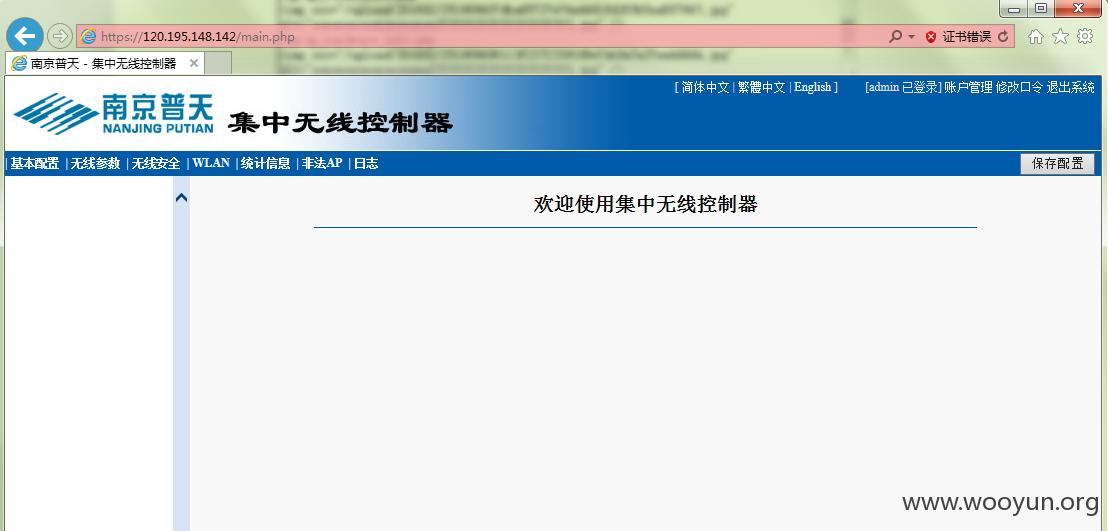 https://120.195.148.142/main.php
证书错误
南京普天 - 集中无线控制器
[ 简体中文 | 繁體中文 | English ] [admin 已登录] 账户管理 修改口令 退出系统
南京普天
NANJING PUTIAN
集中无线控制器
| 基本配置 | 无线参数 | 无线安全 | WLAN | 统计信息 | 非法AP | 日志
保存配置
欢迎使用集中无线控制器
www.wooyun.org